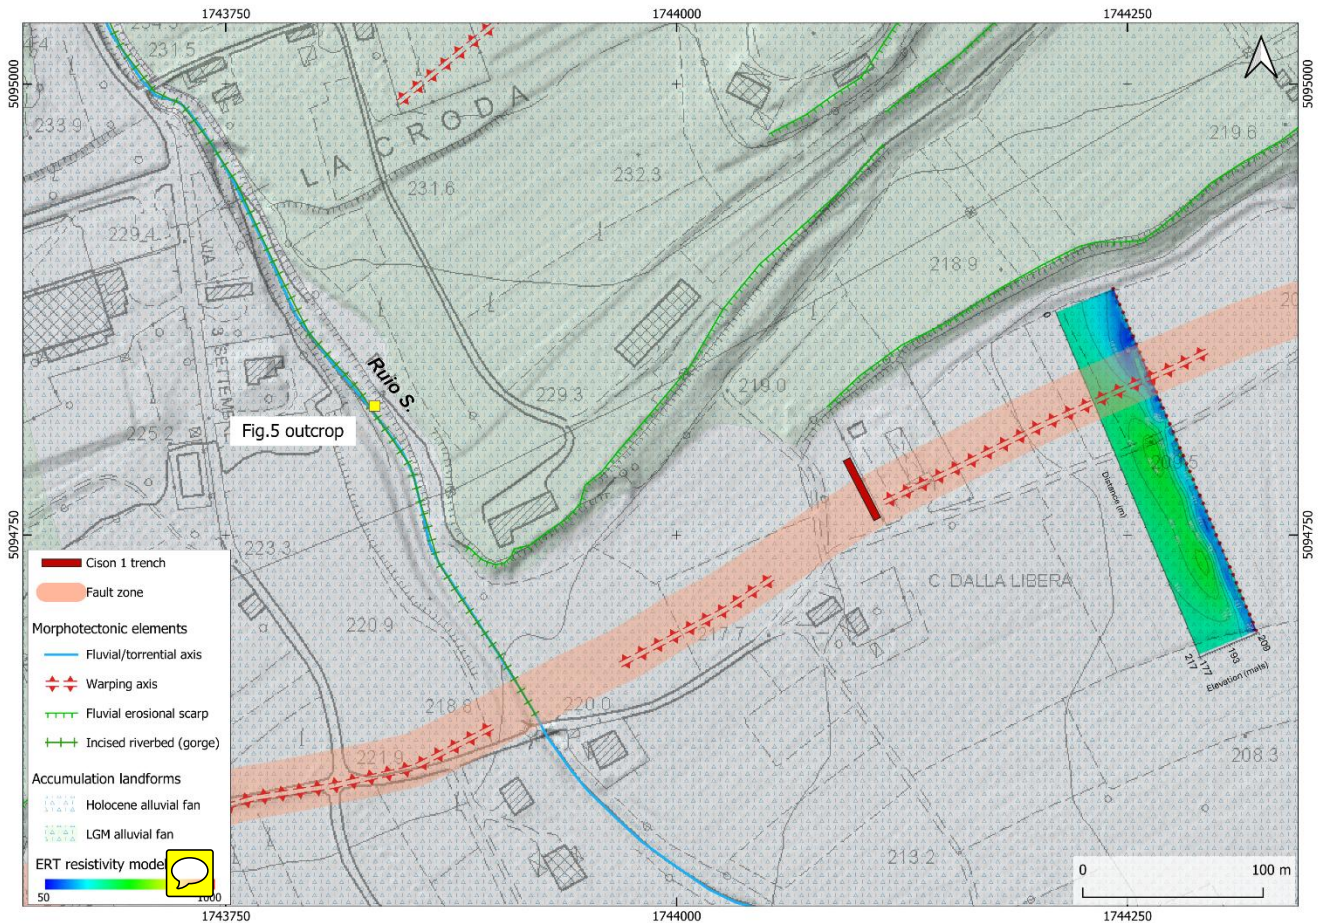 1743750
1744000
1744250
5095000
5095000
231.5
233.9
LA CRODA
231.6
232.3
219.6
229.4
VIA
3 SETTEM
218.9
0
Ruio S.
219.0
229.3
225.2
Fig.5 outcrop
Distance (m)
5094750
5094750
223.3
C. DALLA LIBERA
220.9
217.7
217
177
193
209
Elevation (mals)
218.8
220.0
221.9
208.3
213.2
Cison 1 trench
Fault zone
Morphotectonic elements
Fluvial/torrential axis
Warping axis
Fluvial erosional scarp
Incised riverbed (gorge)
Accumulation landforms
Holocene alluvial fan
LGM alluvial fan
ERT resistivity model
50
1000
0
100 m
1743750
1744000
1744250